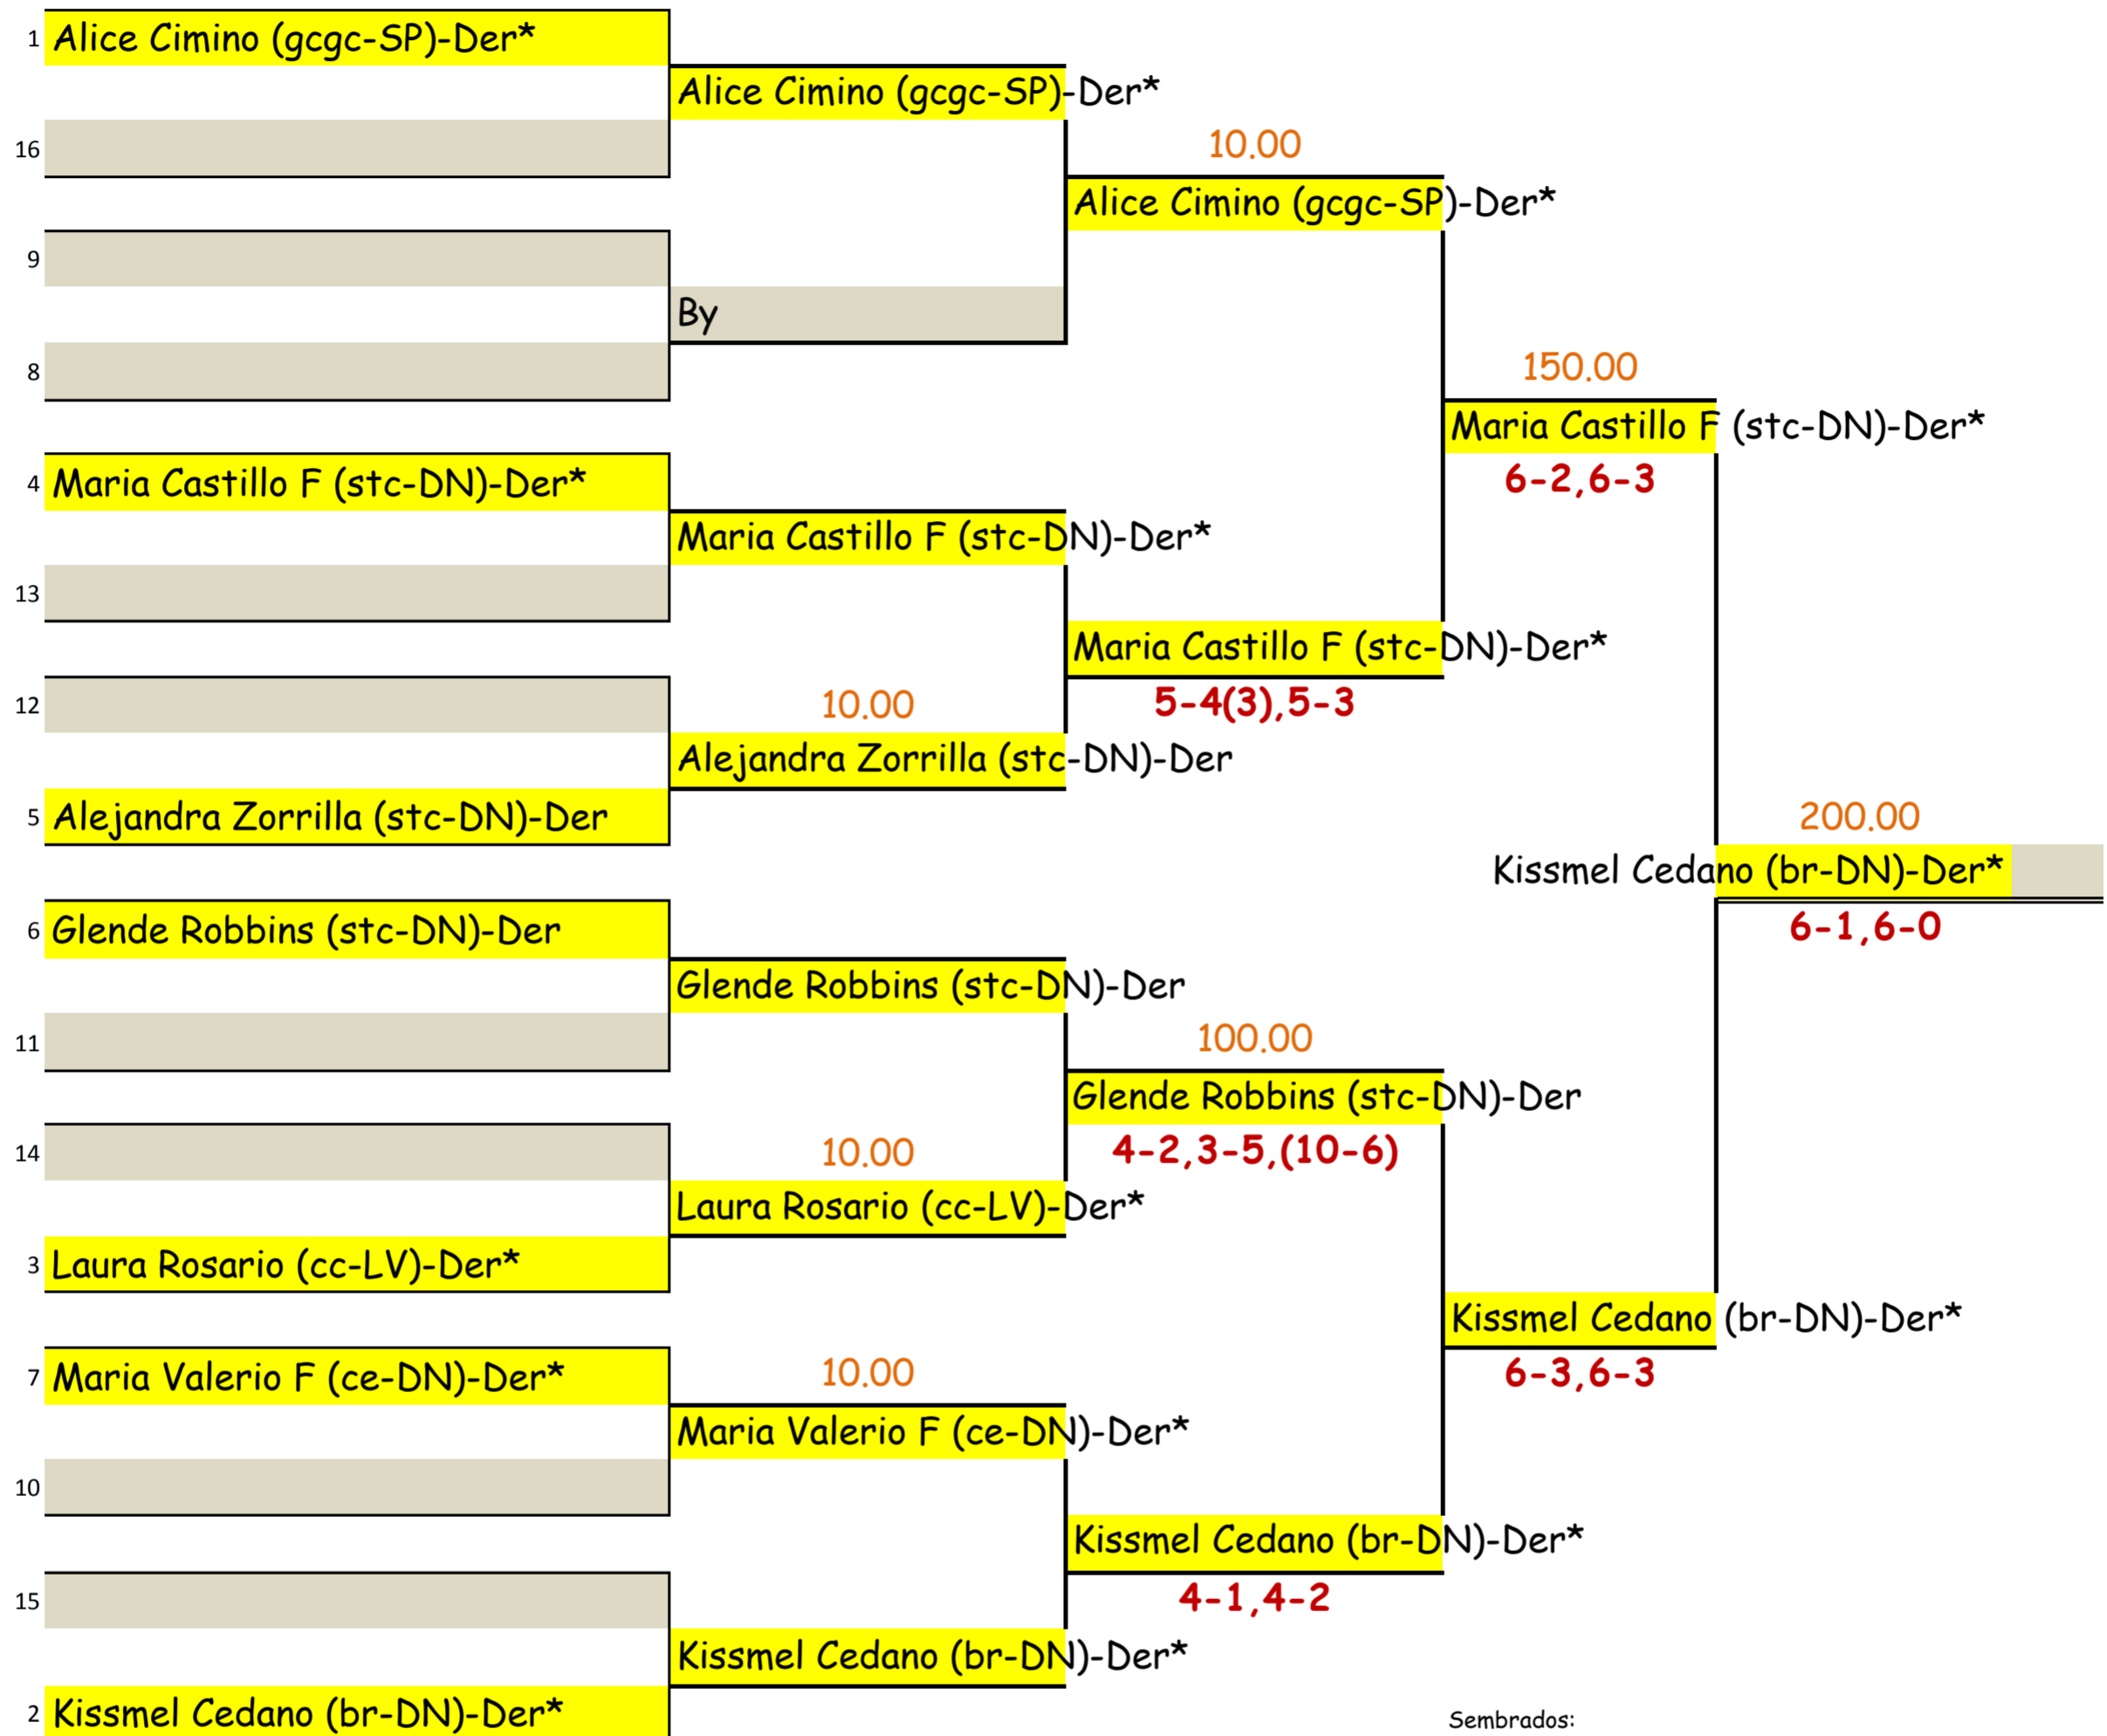 1 Alice Cimino (gcgc-SP)-Der*
Alice Cimino (gcgc-SP)-Der*
16
10.00
Alice Cimino (gcgc-SP)-Der*
9
By
8
150.00
Maria Castillo F (stc-DN)-Der*
6-2,6-3
4 Maria Castillo F (stc-DN)-Der*
Maria Castillo F (stc-DN)-Der*
13
Maria Castillo F (stc-DN)-Der*
5-4(3),5-3
12
10.00
Alejandra Zorrilla (stc-DN)-Der
5 Alejandra Zorrilla (stc-DN)-Der
200.00
Kissmel Cedano (br-DN)-Der*
6-1,6-0
6 Glende Robbins (stc-DN)-Der
Glende Robbins (stc-DN)-Der
11
100.00
Glende Robbins (stc-DN)-Der
4-2,3-5,(10-6)
14
10.00
Laura Rosario (cc-LV)-Der*
3 Laura Rosario (cc-LV)-Der*
Kissmel Cedano (br-DN)-Der*
6-3,6-3
7 Maria Valerio F (ce-DN)-Der*
10.00
Maria Valerio F (ce-DN)-Der*
10
Kissmel Cedano (br-DN)-Der*
4-1,4-2
15
Kissmel Cedano (br-DN)-Der*
2 Kissmel Cedano (br-DN)-Der*
Sembrados: